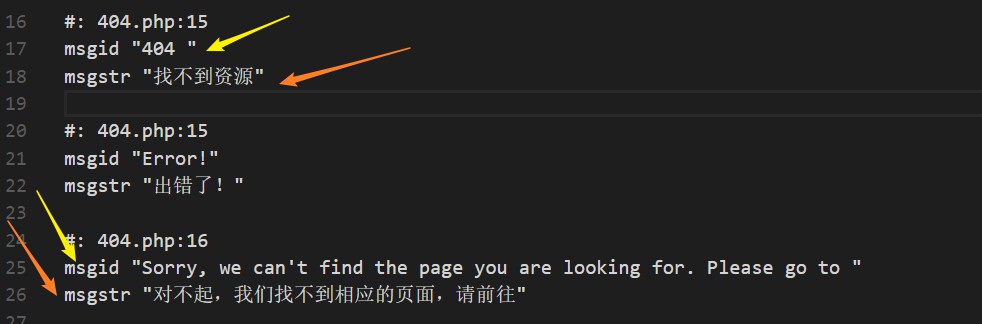 16 #: 404.php:15
17 msgid "404 "
18 msgstr "找不到资源"
19
20 #: 404.php:15
21 msgid "Error!"
22 msgstr "出错了！"
23
24 #: 404.php:16
25 msgid "Sorry, we can't find the page you are looking for. Please go to "
26 msgstr "对不起，我们找不到相应的页面，请前往"
27